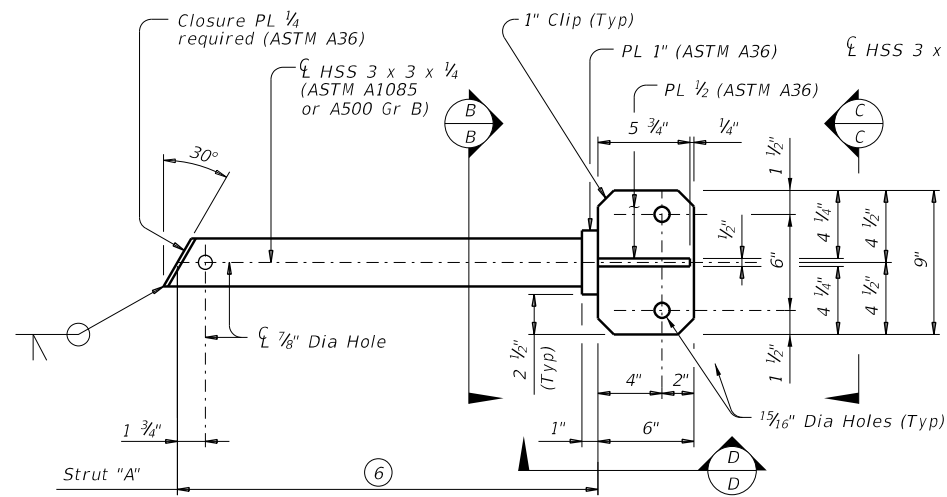 Closure PL ¼
required (ASTM A36)
℄ HSS 3 x 3 x ¼
(ASTM A1085
or A500 Gr B)
1" Clip (Typ)
PL 1" (ASTM A36)
PL ½ (ASTM A36)
℄ HSS 3 x
B
B
C
C
5 ¾"
¼"
1 ½"
30°
½"
6"
4 ¼"
4 ½"
9"
4 ¼"
4 ½"
℄ ⅞" Dia Hole
2 ½"
(Typ)
1 ½"
4"
2"
15/16" Dia Holes (Typ)
1 ¾"
1"
6"
Strut "A"
6
D
D